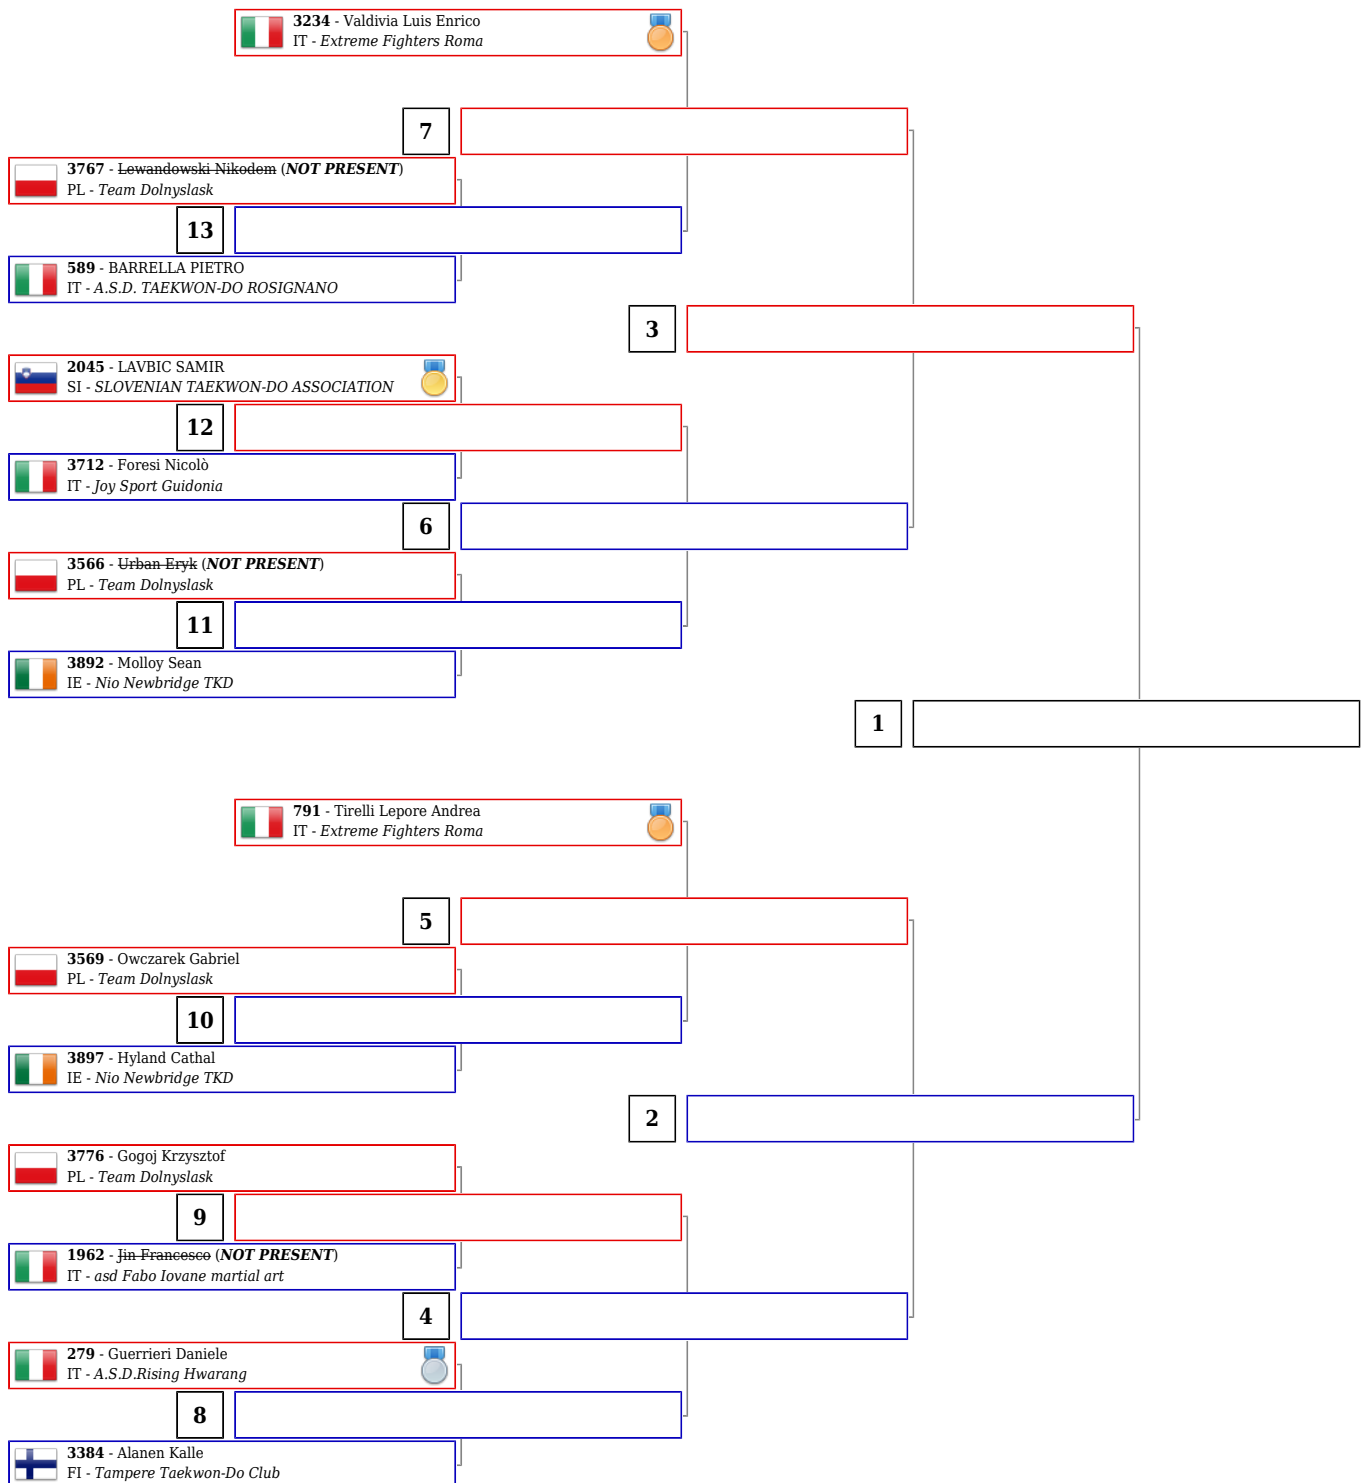 3234 - Valdivia Luis Enrico
IT - Extreme Fighters Roma
7
3767 - Lewandowski Nikodem (NOT PRESENT)
PL - Team Dolnyslask
13
589 - BARRELLA PIETRO
IT - A.S.D. TAEKWON-DO ROSIGNANO
3
2045 - LAVBIC SAMIR
SI - SLOVENIAN TAEKWON-DO ASSOCIATION
12
3712 - Foresi Nicolò
IT - Joy Sport Guidonia
6
3566 - Urban Eryk (NOT PRESENT)
PL - Team Dolnyslask
11
3892 - Molloy Sean
IE - Nio Newbridge TKD
1
791 - Tirelli Lepore Andrea
IT - Extreme Fighters Roma
5
3569 - Owczarek Gabriel
PL - Team Dolnyslask
10
3897 - Hyland Cathal
IE - Nio Newbridge TKD
2
3776 - Gogoj Krzysztof
PL - Team Dolnyslask
9
1962 - Jin Francesco (NOT PRESENT)
IT - asd Fabo Iovane martial art
4
279 - Guerrieri Daniele
IT - A.S.D.Rising Hwarang
8
3384 - Alanen Kalle
FI - Tampere Taekwon-Do Club